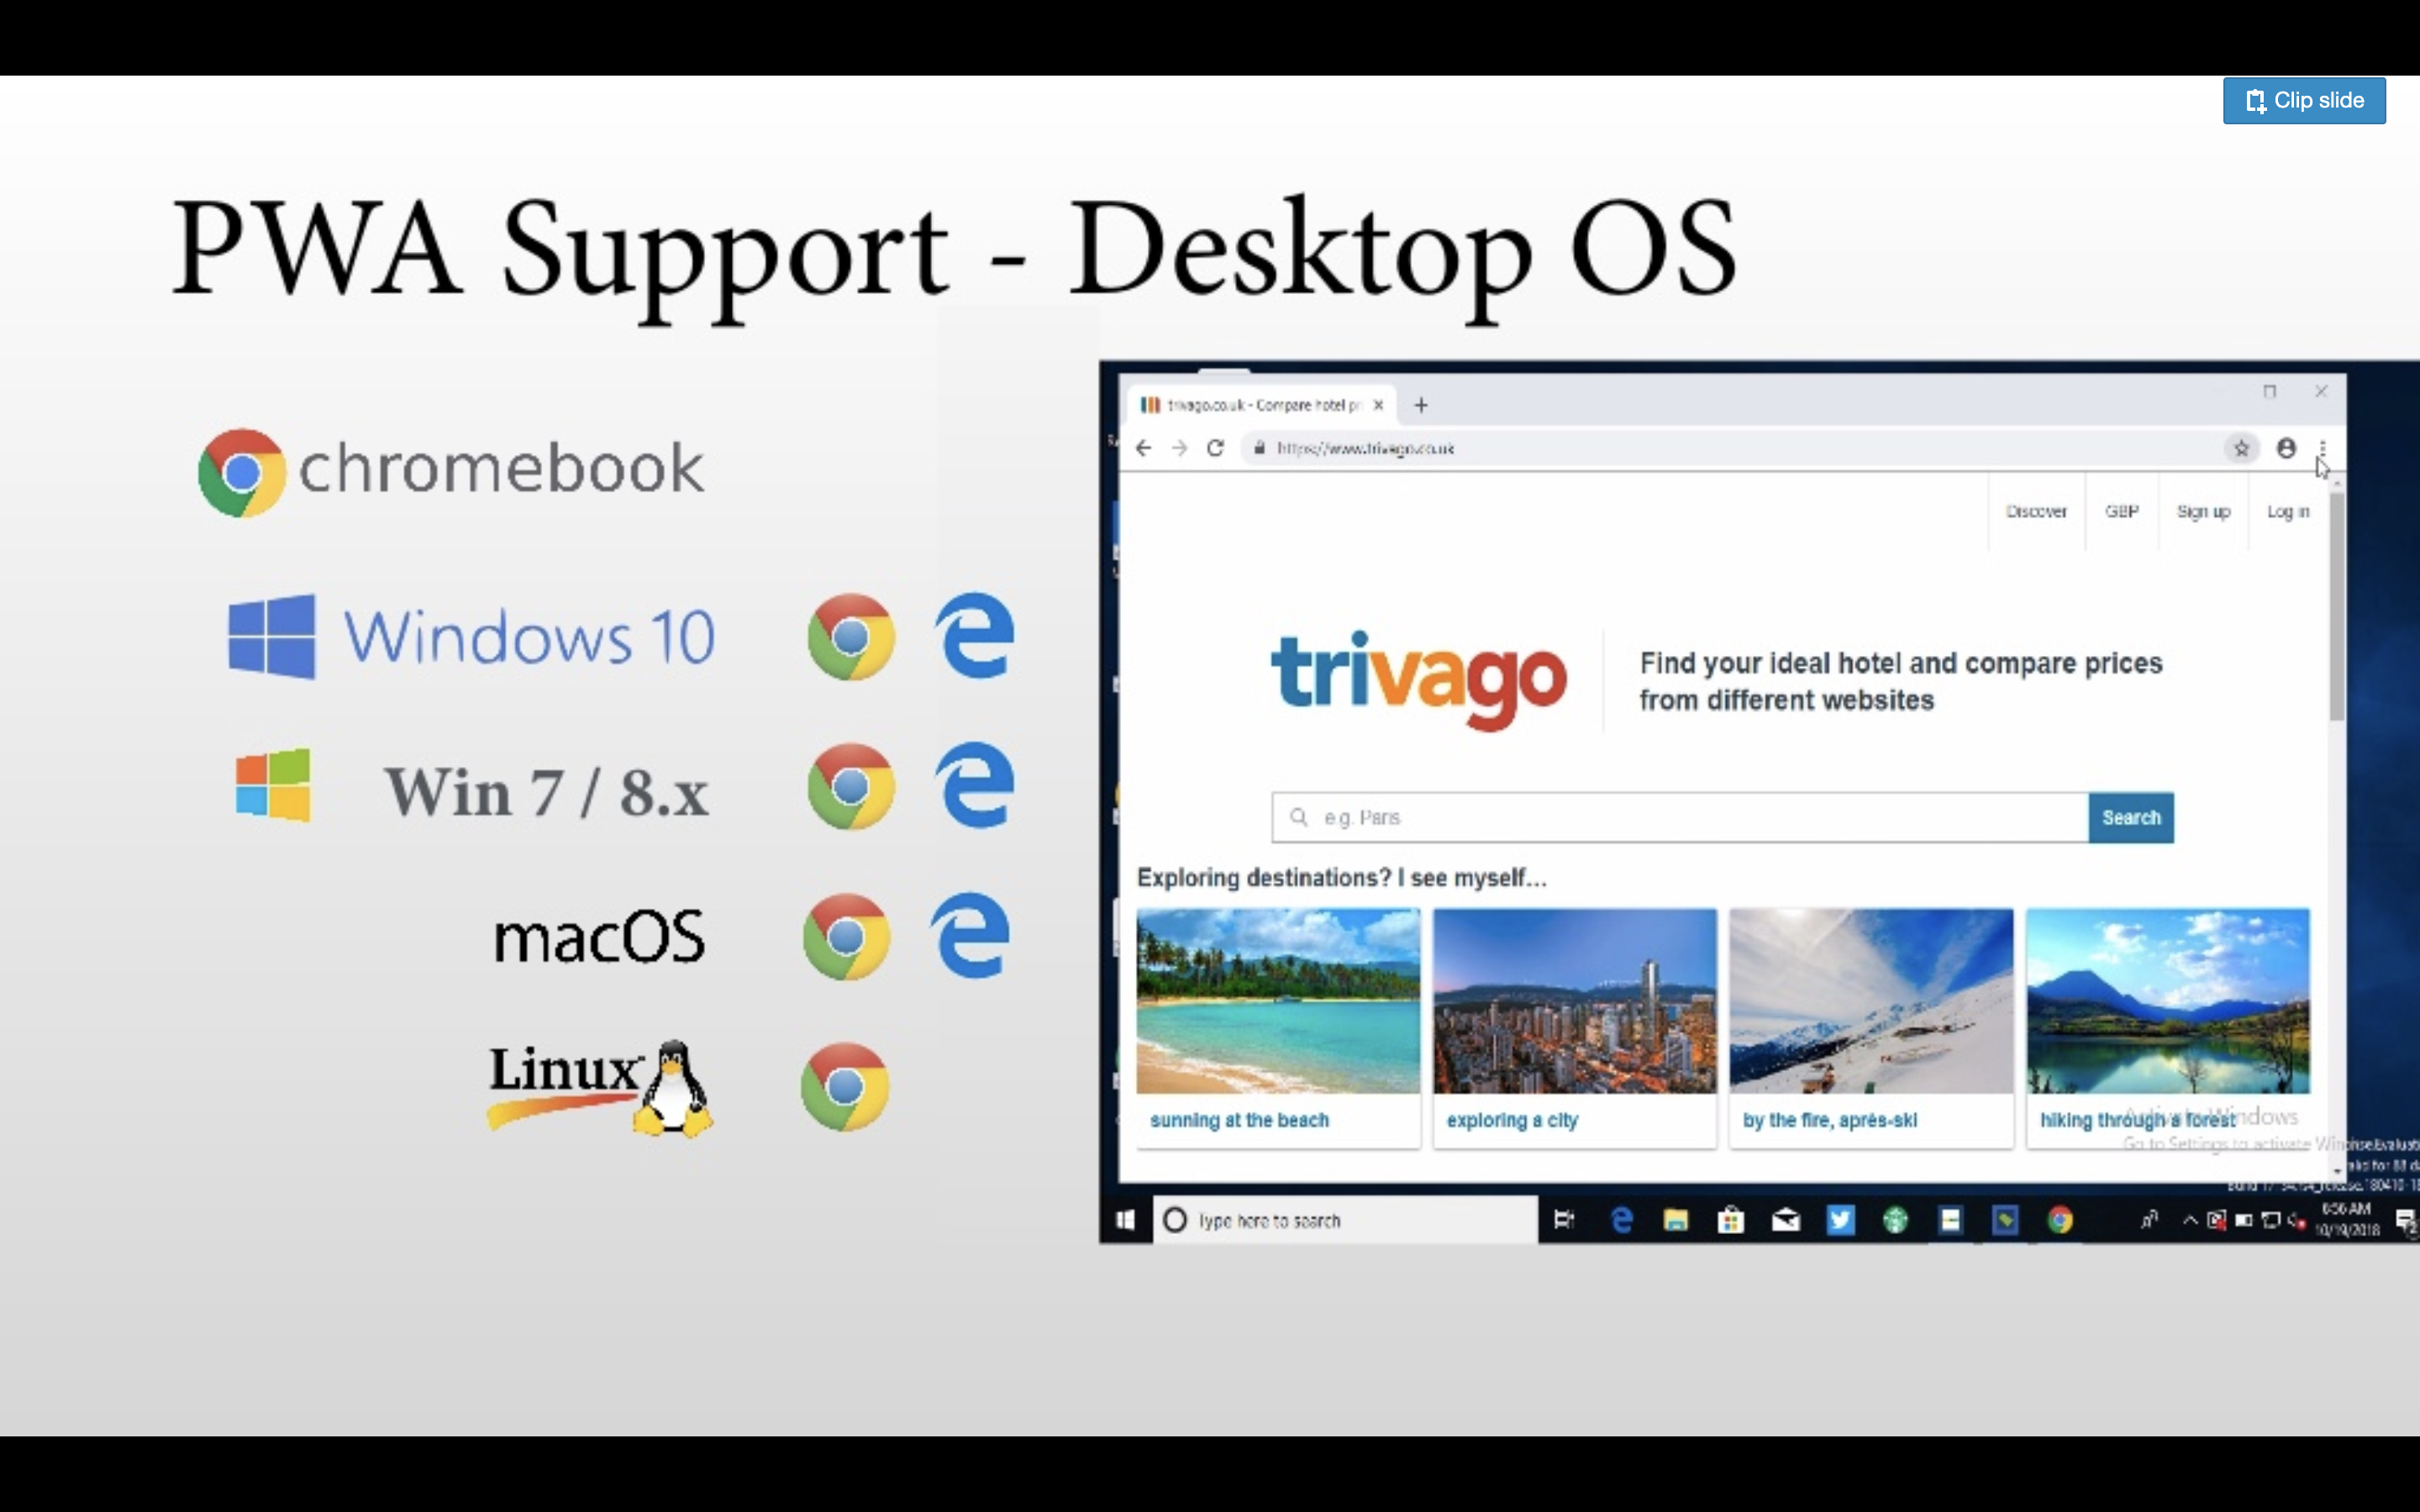 Clip slide
PWA Support - Desktop OS
chromebook
Windows 10
Win 7 / 8.x
macOS
Linux
trivago.co.uk - Compare hotel pr
https://www.trivago.co.uk
Discover GBP Sign up Log in
trivago
Find your ideal hotel and compare prices
from different websites
e.g. Paris
Search
Exploring destinations? I see myself...
sunning at the beach
exploring a city
by the fire, après-ski
hiking through a forest
Activate Windows
Go to Settings to activate
Type here to search
6:56 AM
10/19/2018